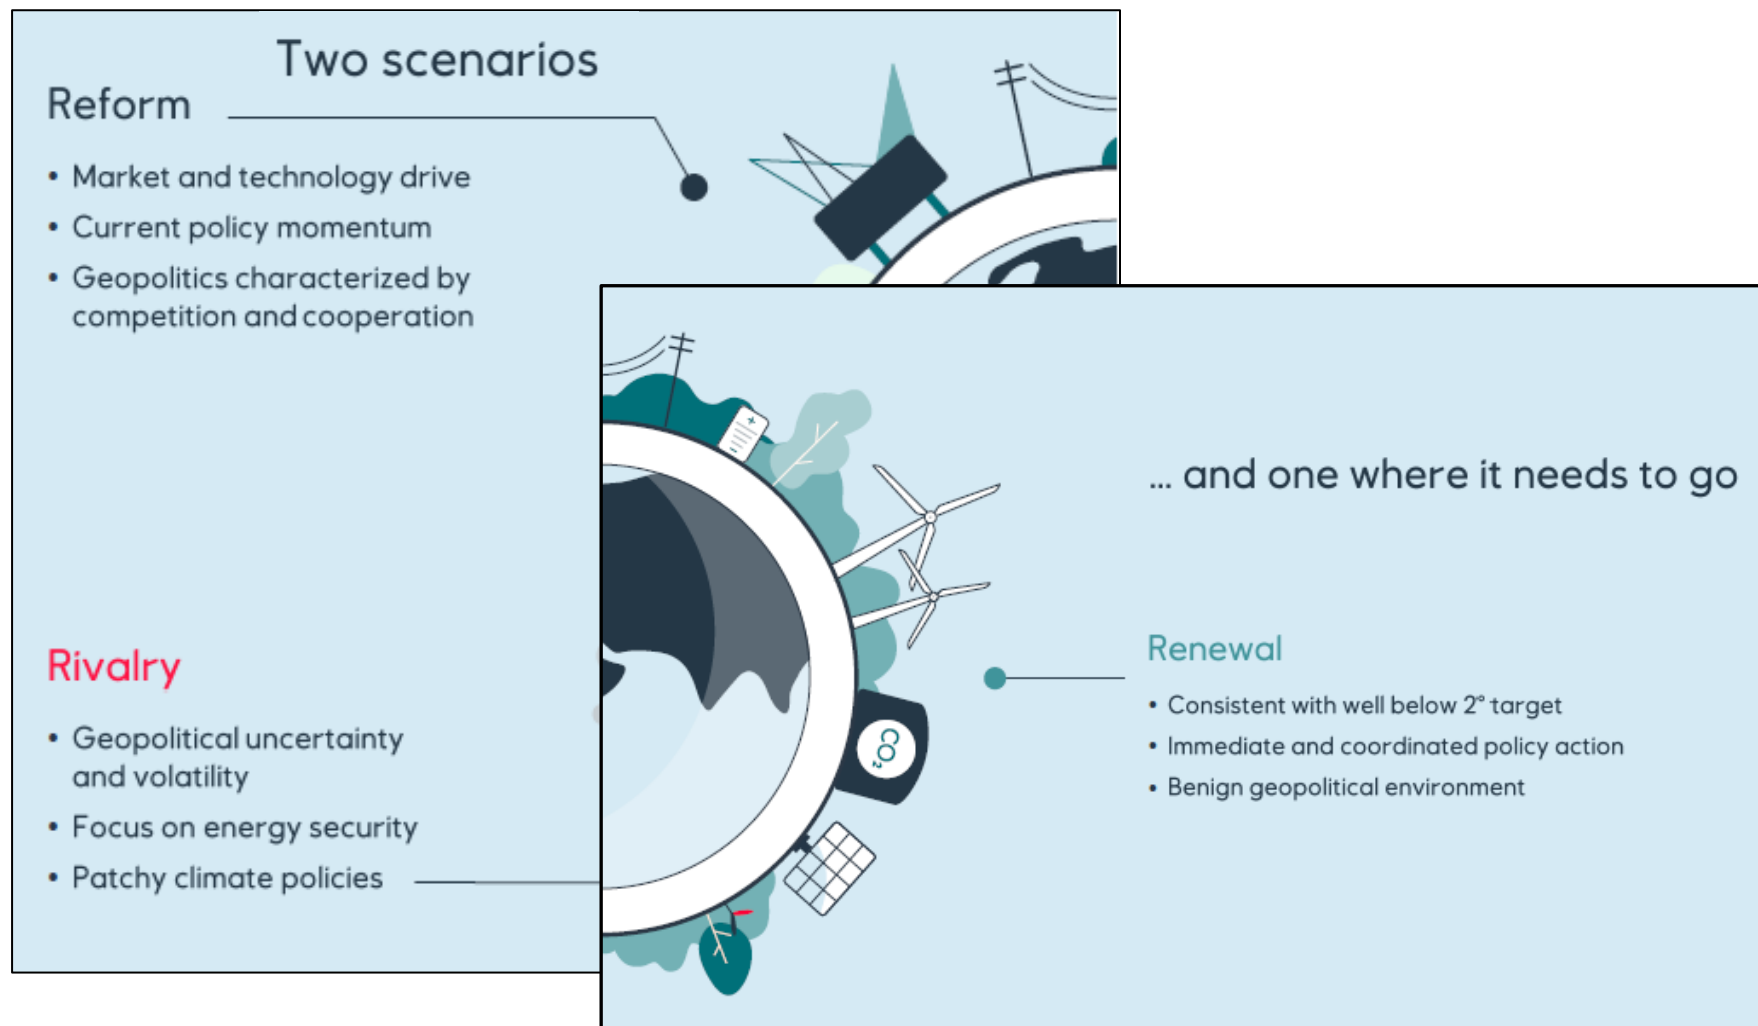 Two scenarios
Reform
• Market and technology drive
• Current policy momentum
• Geopolitics characterized by
competition and cooperation
Rivalry
• Geopolitical uncertainty
and volatility
• Focus on energy security
• Patchy climate policies
... and one where it needs to go
Renewal
• Consistent with well below 2° target
• Immediate and coordinated policy action
• Benign geopolitical environment
CO₂